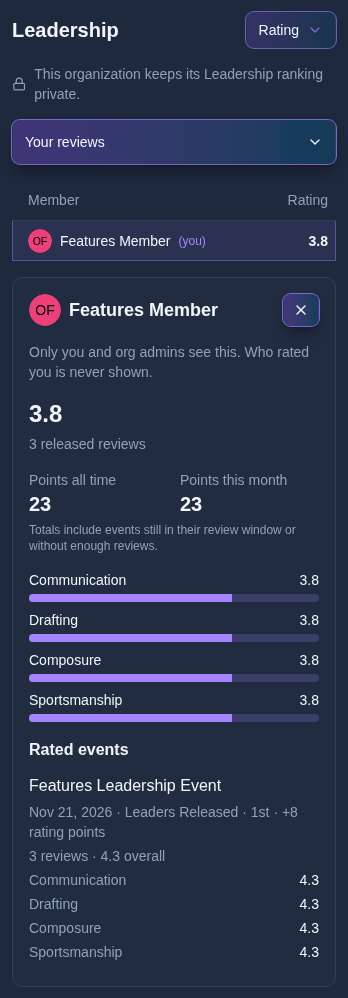 Leadership
Rating
This organization keeps its Leadership ranking
private.
Your reviews
Member
Rating
OF
Features Member (you)
3.8
OF
Features Member
Only you and org admins see this. Who rated
you is never shown.
3.8
3 released reviews
Points all time
Points this month
23
23
Totals include events still in their review window or
without enough reviews.
Communication
3.8
Drafting
3.8
Composure
3.8
Sportsmanship
3.8
Rated events
Features Leadership Event
Nov 21, 2026 · Leaders Released · 1st · +8
rating points
3 reviews · 4.3 overall
Communication
4.3
Drafting
4.3
Composure
4.3
Sportsmanship
4.3